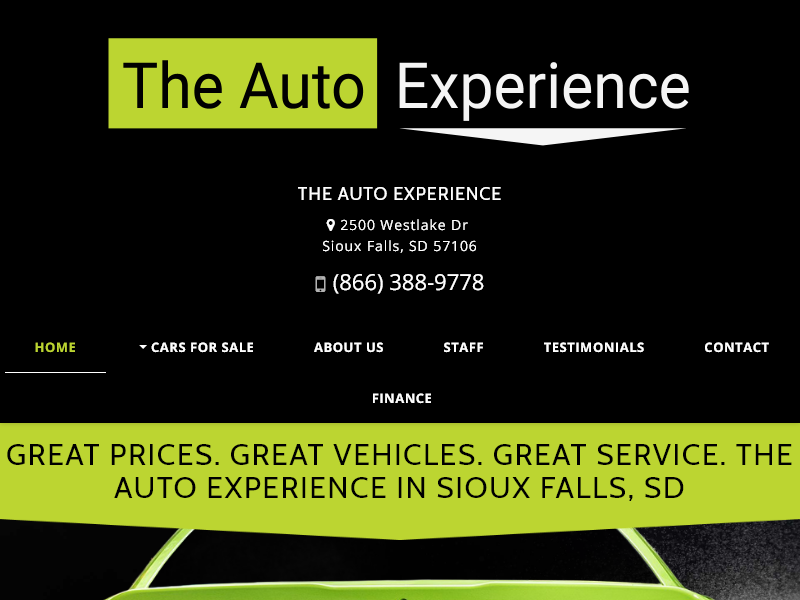 The Auto Experience
THE AUTO EXPERIENCE
2500 Westlake Dr
Sioux Falls, SD 57106
(866) 388-9778
HOME CARS FOR SALE ABOUT US STAFF TESTIMONIALS CONTACT
FINANCE
GREAT PRICES. GREAT VEHICLES. GREAT SERVICE. THE
AUTO EXPERIENCE IN SIOUX FALLS, SD